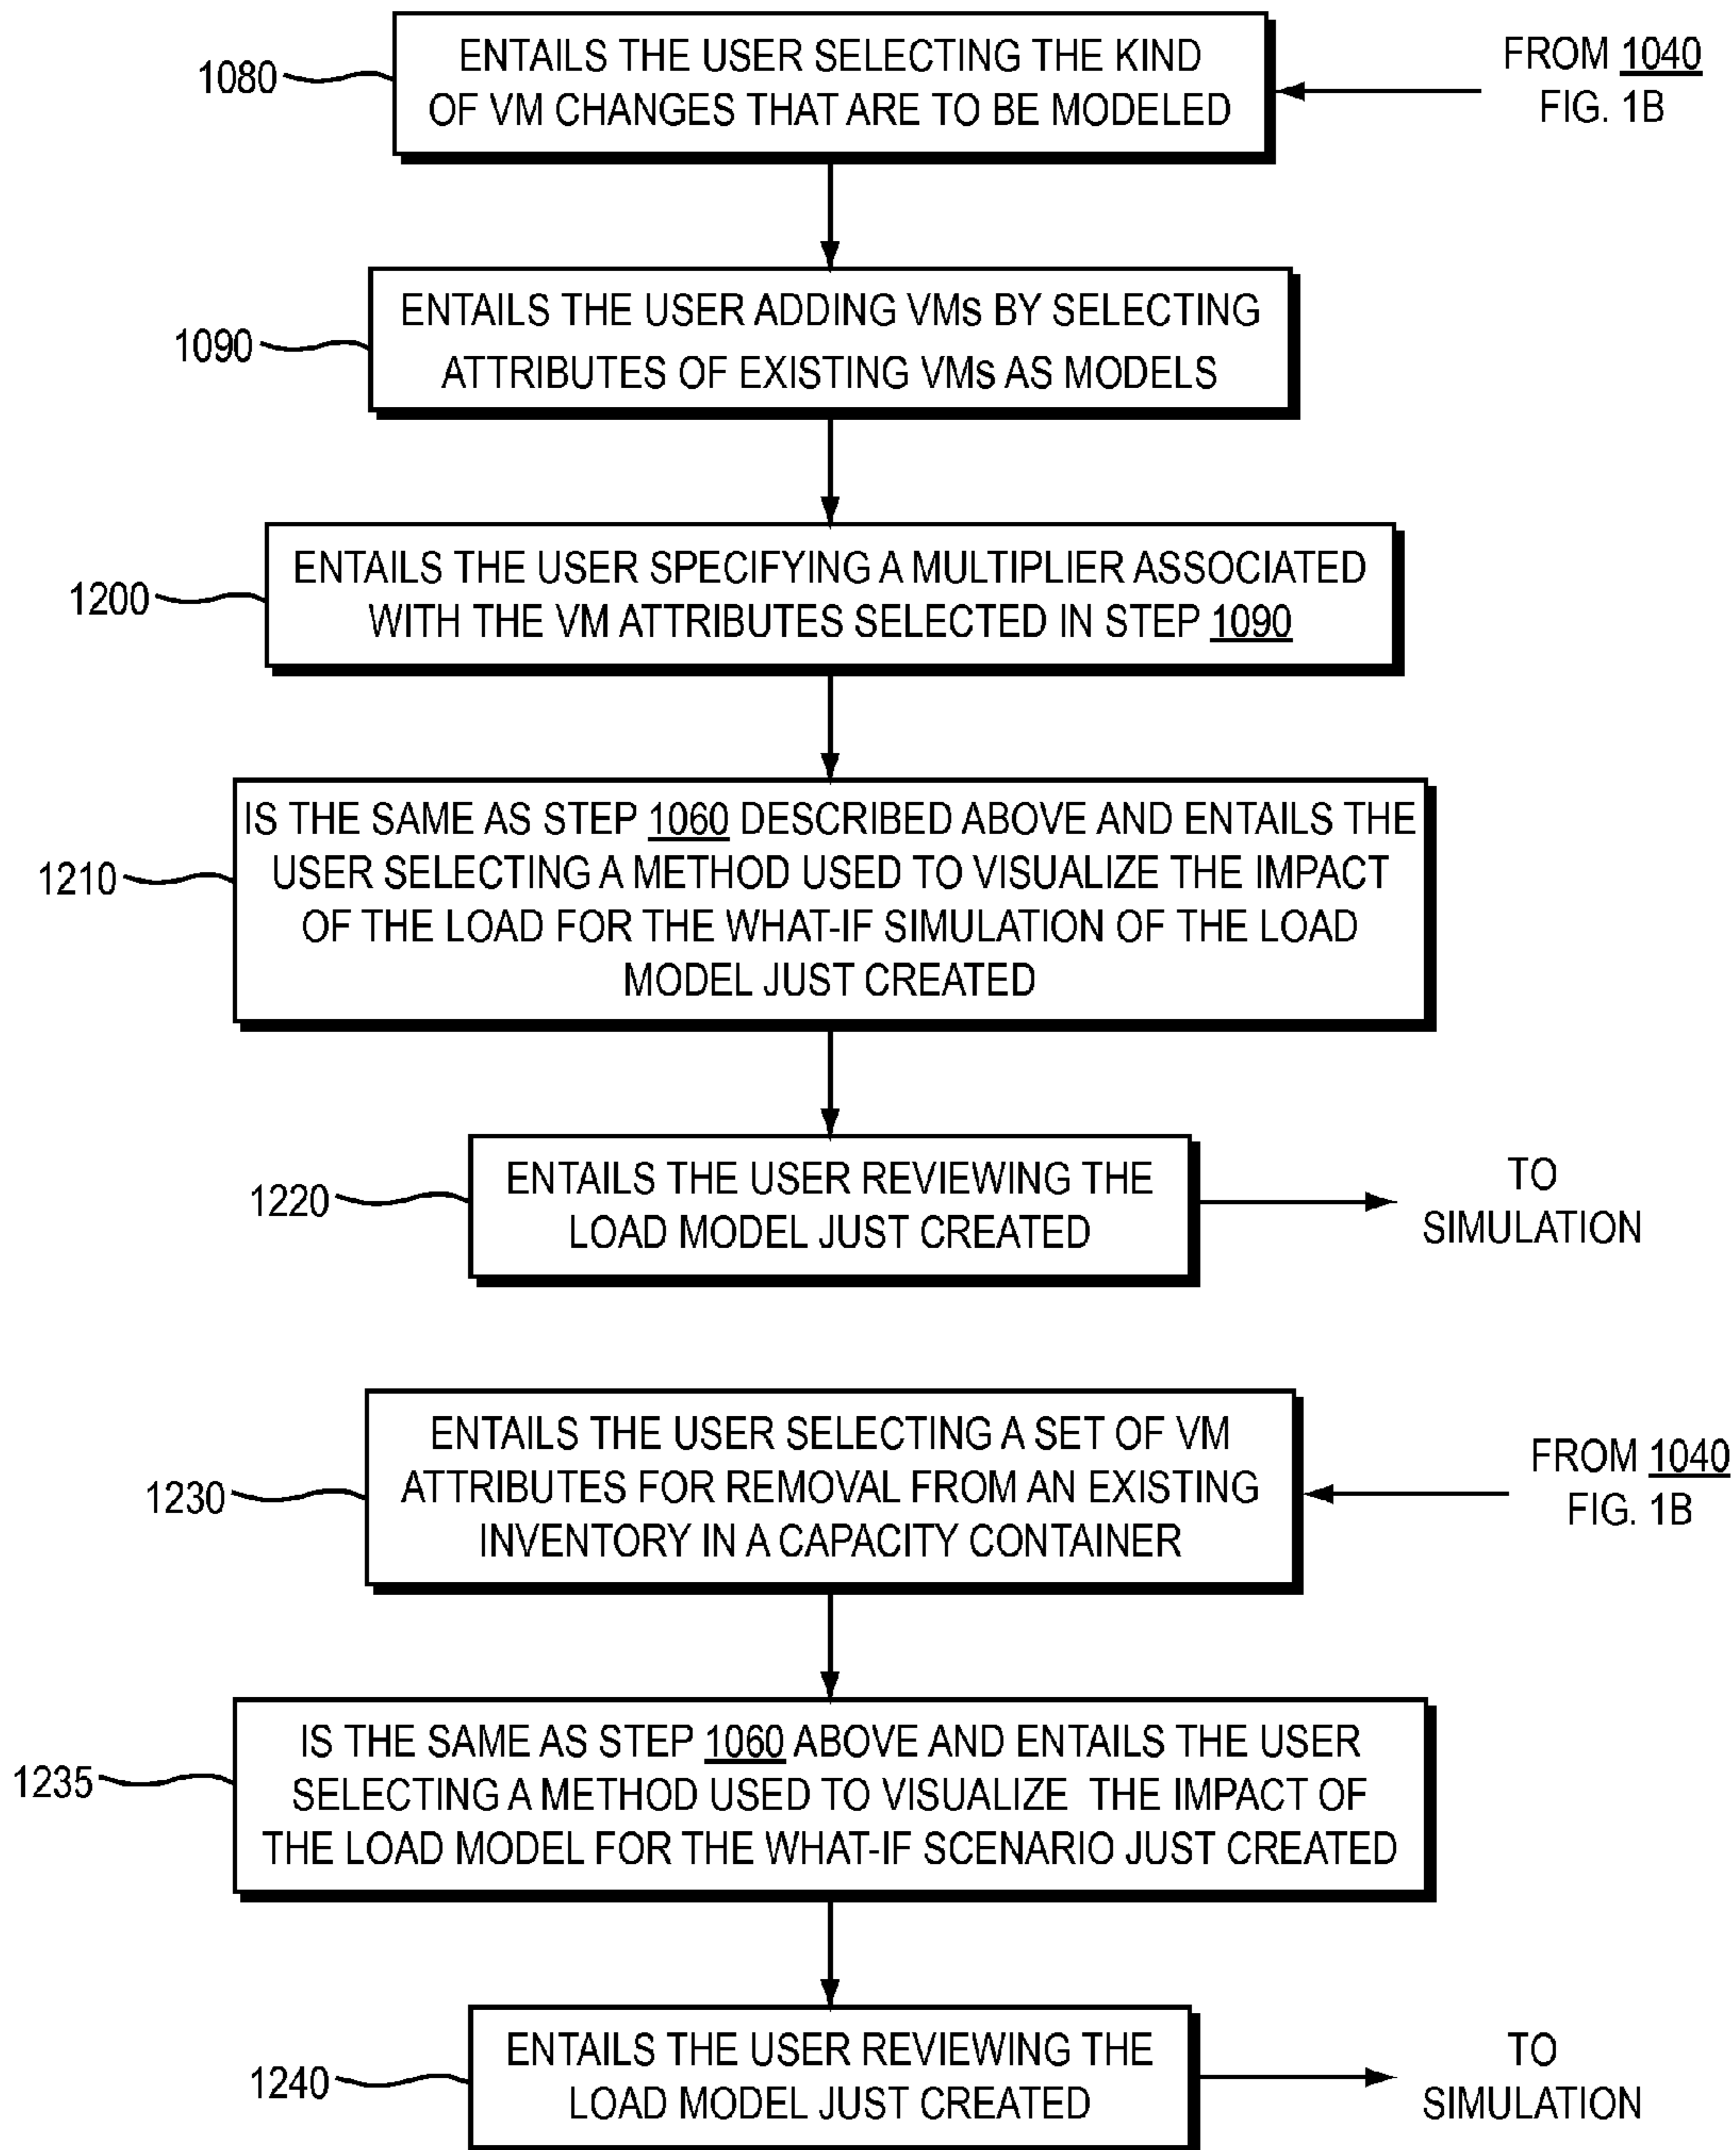 1080
ENTAILS THE USER SELECTING THE KIND
OF VM CHANGES THAT ARE TO BE MODELED
FROM 1040
FIG. 1B
1090
ENTAILS THE USER ADDING VMs BY SELECTING
ATTRIBUTES OF EXISTING VMs AS MODELS
1200
ENTAILS THE USER SPECIFYING A MULTIPLIER ASSOCIATED
WITH THE VM ATTRIBUTES SELECTED IN STEP 1090
1210
IS THE SAME AS STEP 1060 DESCRIBED ABOVE AND ENTAILS THE
USER SELECTING A METHOD USED TO VISUALIZE THE IMPACT
OF THE LOAD FOR THE WHAT-IF SIMULATION OF THE LOAD
MODEL JUST CREATED
1220
ENTAILS THE USER REVIEWING THE
LOAD MODEL JUST CREATED
TO
SIMULATION
1230
ENTAILS THE USER SELECTING A SET OF VM
ATTRIBUTES FOR REMOVAL FROM AN EXISTING
INVENTORY IN A CAPACITY CONTAINER
FROM 1040
FIG. 1B
1235
IS THE SAME AS STEP 1060 ABOVE AND ENTAILS THE USER
SELECTING A METHOD USED TO VISUALIZE THE IMPACT OF
THE LOAD MODEL FOR THE WHAT-IF SCENARIO JUST CREATED
1240
ENTAILS THE USER REVIEWING THE
LOAD MODEL JUST CREATED
TO
SIMULATION